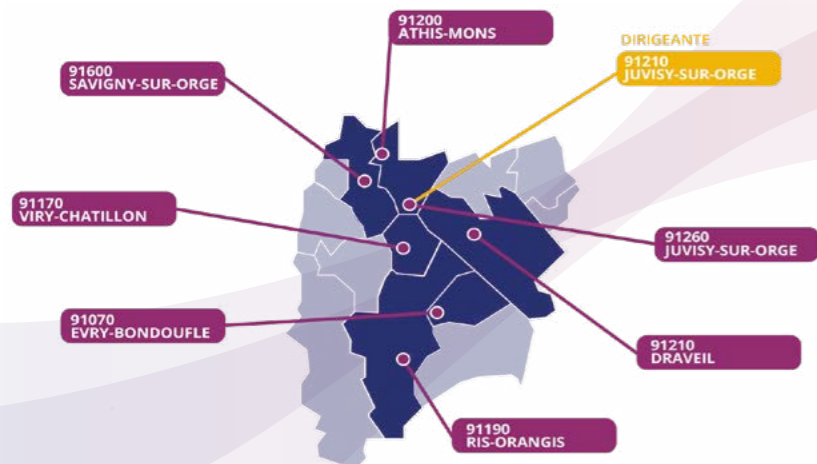 91200
ATHIS-MONS
DIRIGEANTE
91210
JUVISY-SUR-ORGE
91600
SAVIGNY-SUR-ORGE
91170
VIRY-CHATILLON
91260
JUVISY-SUR-ORGE
91070
EVRY-BONDOUFLE
91210
DRAVEIL
91190
RIS-ORANGIS